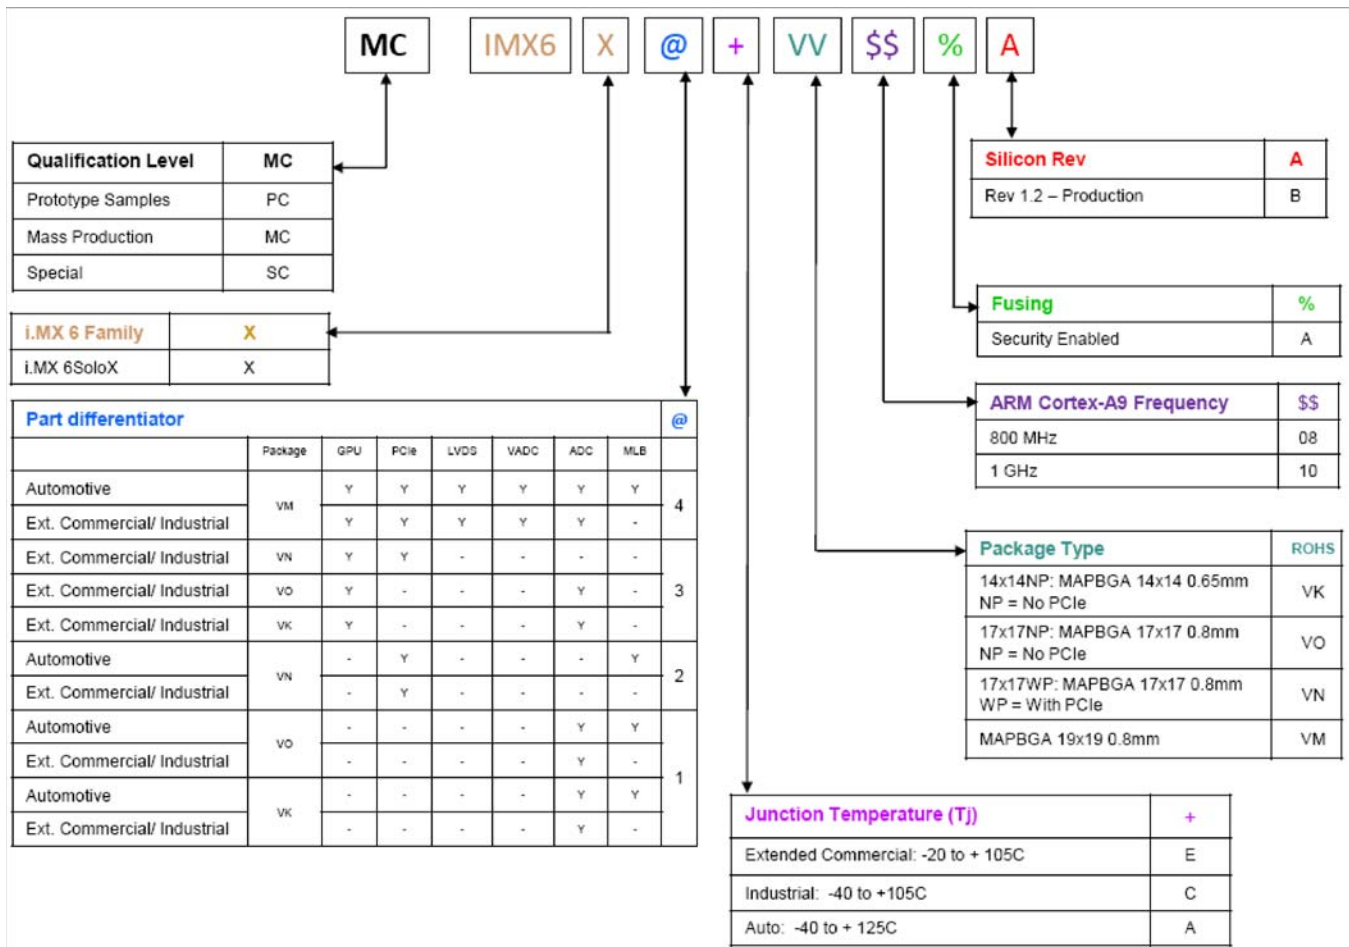 MC IMX6 X @ + VV $$ % A
Qualification Level MC
Prototype Samples PC
Mass Production MC
Special SC
i.MX 6 Family X
i.MX 6SoloX X
Part differentiator @
Package GPU PCIe LVDS VADC ADC MLB
Automotive VM Y Y Y Y Y Y 4
Ext. Commercial/ Industrial Y Y Y Y Y -
Ext. Commercial/ Industrial VN Y Y - - - - 3
Ext. Commercial/ Industrial VO Y - - - Y -
Ext. Commercial/ Industrial VK Y - - - Y -
Automotive VN - Y - - - Y 2
Ext. Commercial/ Industrial - Y - - - -
Automotive VO - - - - Y Y 1
Ext. Commercial/ Industrial - - - - Y -
Automotive VK - - - - Y Y
Ext. Commercial/ Industrial - - - - Y -
Silicon Rev A
Rev 1.2 – Production B
Fusing %
Security Enabled A
ARM Cortex-A9 Frequency $$
800 MHz 08
1 GHz 10
Package Type ROHS
14x14NP: MAPBGA 14x14 0.65mm
NP = No PCIe VK
17x17NP: MAPBGA 17x17 0.8mm
NP = No PCIe VO
17x17WP: MAPBGA 17x17 0.8mm
WP = With PCIe VN
MAPBGA 19x19 0.8mm VM
Junction Temperature (Tj) +
Extended Commercial: -20 to + 105C E
Industrial: -40 to +105C C
Auto: -40 to + 125C A